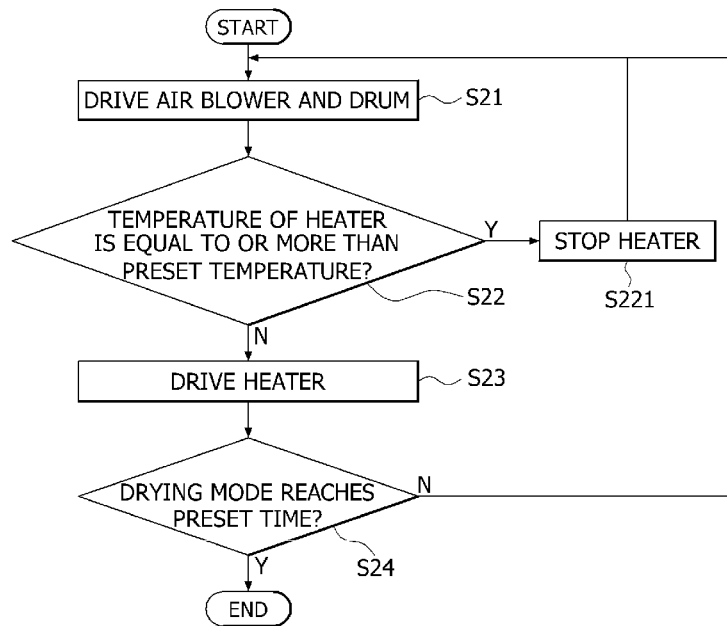 START
DRIVE AIR BLOWER AND DRUM
S21
TEMPERATURE OF HEATER
IS EQUAL TO OR MORE THAN
PRESET TEMPERATURE?
Y
STOP HEATER
S22
S221
N
DRIVE HEATER
S23
DRYING MODE REACHES
PRESET TIME?
N
S24
Y
END